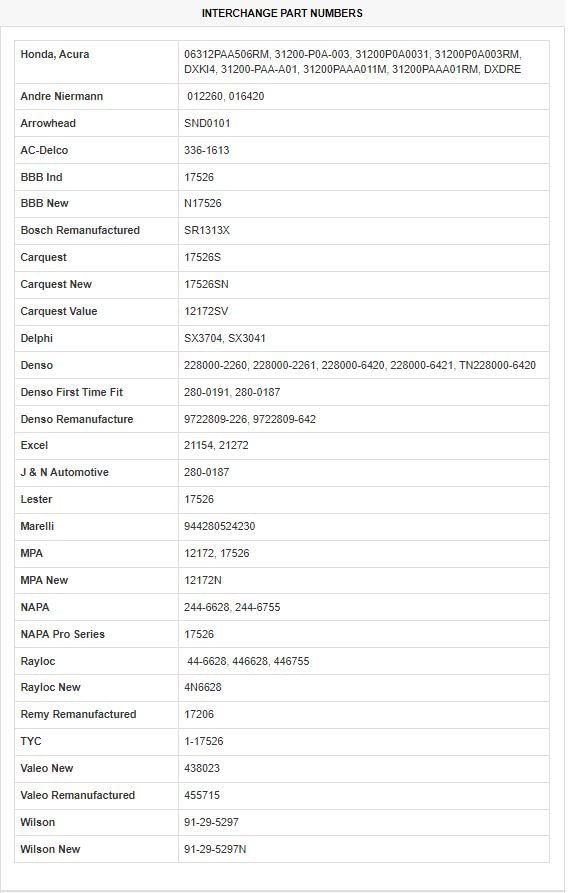 INTERCHANGE PART NUMBERS
Honda, Acura 06312PAA506RM, 31200-P0A-003, 31200P0A0031, 31200P0A003RM,
DXKI4, 31200-PAA-A01, 31200PAAA011M, 31200PAAA01RM, DXDRE
Andre Niermann 012260, 016420
Arrowhead SND0101
AC-Delco 336-1613
BBB Ind 17526
BBB New N17526
Bosch Remanufactured SR1313X
Carquest 17526S
Carquest New 17526SN
Carquest Value 12172SV
Delphi SX3704, SX3041
Denso 228000-2260, 228000-2261, 228000-6420, 228000-6421, TN228000-6420
Denso First Time Fit 280-0191, 280-0187
Denso Remanufacture 9722809-226, 9722809-642
Excel 21154, 21272
J & N Automotive 280-0187
Lester 17526
Marelli 944280524230
MPA 12172, 17526
MPA New 12172N
NAPA 244-6628, 244-6755
NAPA Pro Series 17526
Rayloc 44-6628, 446628, 446755
Rayloc New 4N6628
Remy Remanufactured 17206
TYC 1-17526
Valeo New 438023
Valeo Remanufactured 455715
Wilson 91-29-5297
Wilson New 91-29-5297N